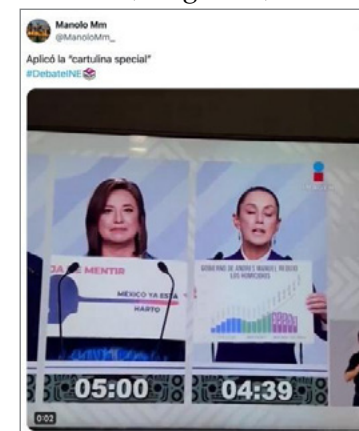 Manolo Mm
@ManoloMm_
Aplicó la "cartulina special"
#DebateINE
JA DE MENTIR
MÉXICO YA ESTÁ
HARTO
GOBIERNO DE ANDRÉS MANUEL REDUJO
LOS HOMICIDIOS
05:00
04:39
0:02